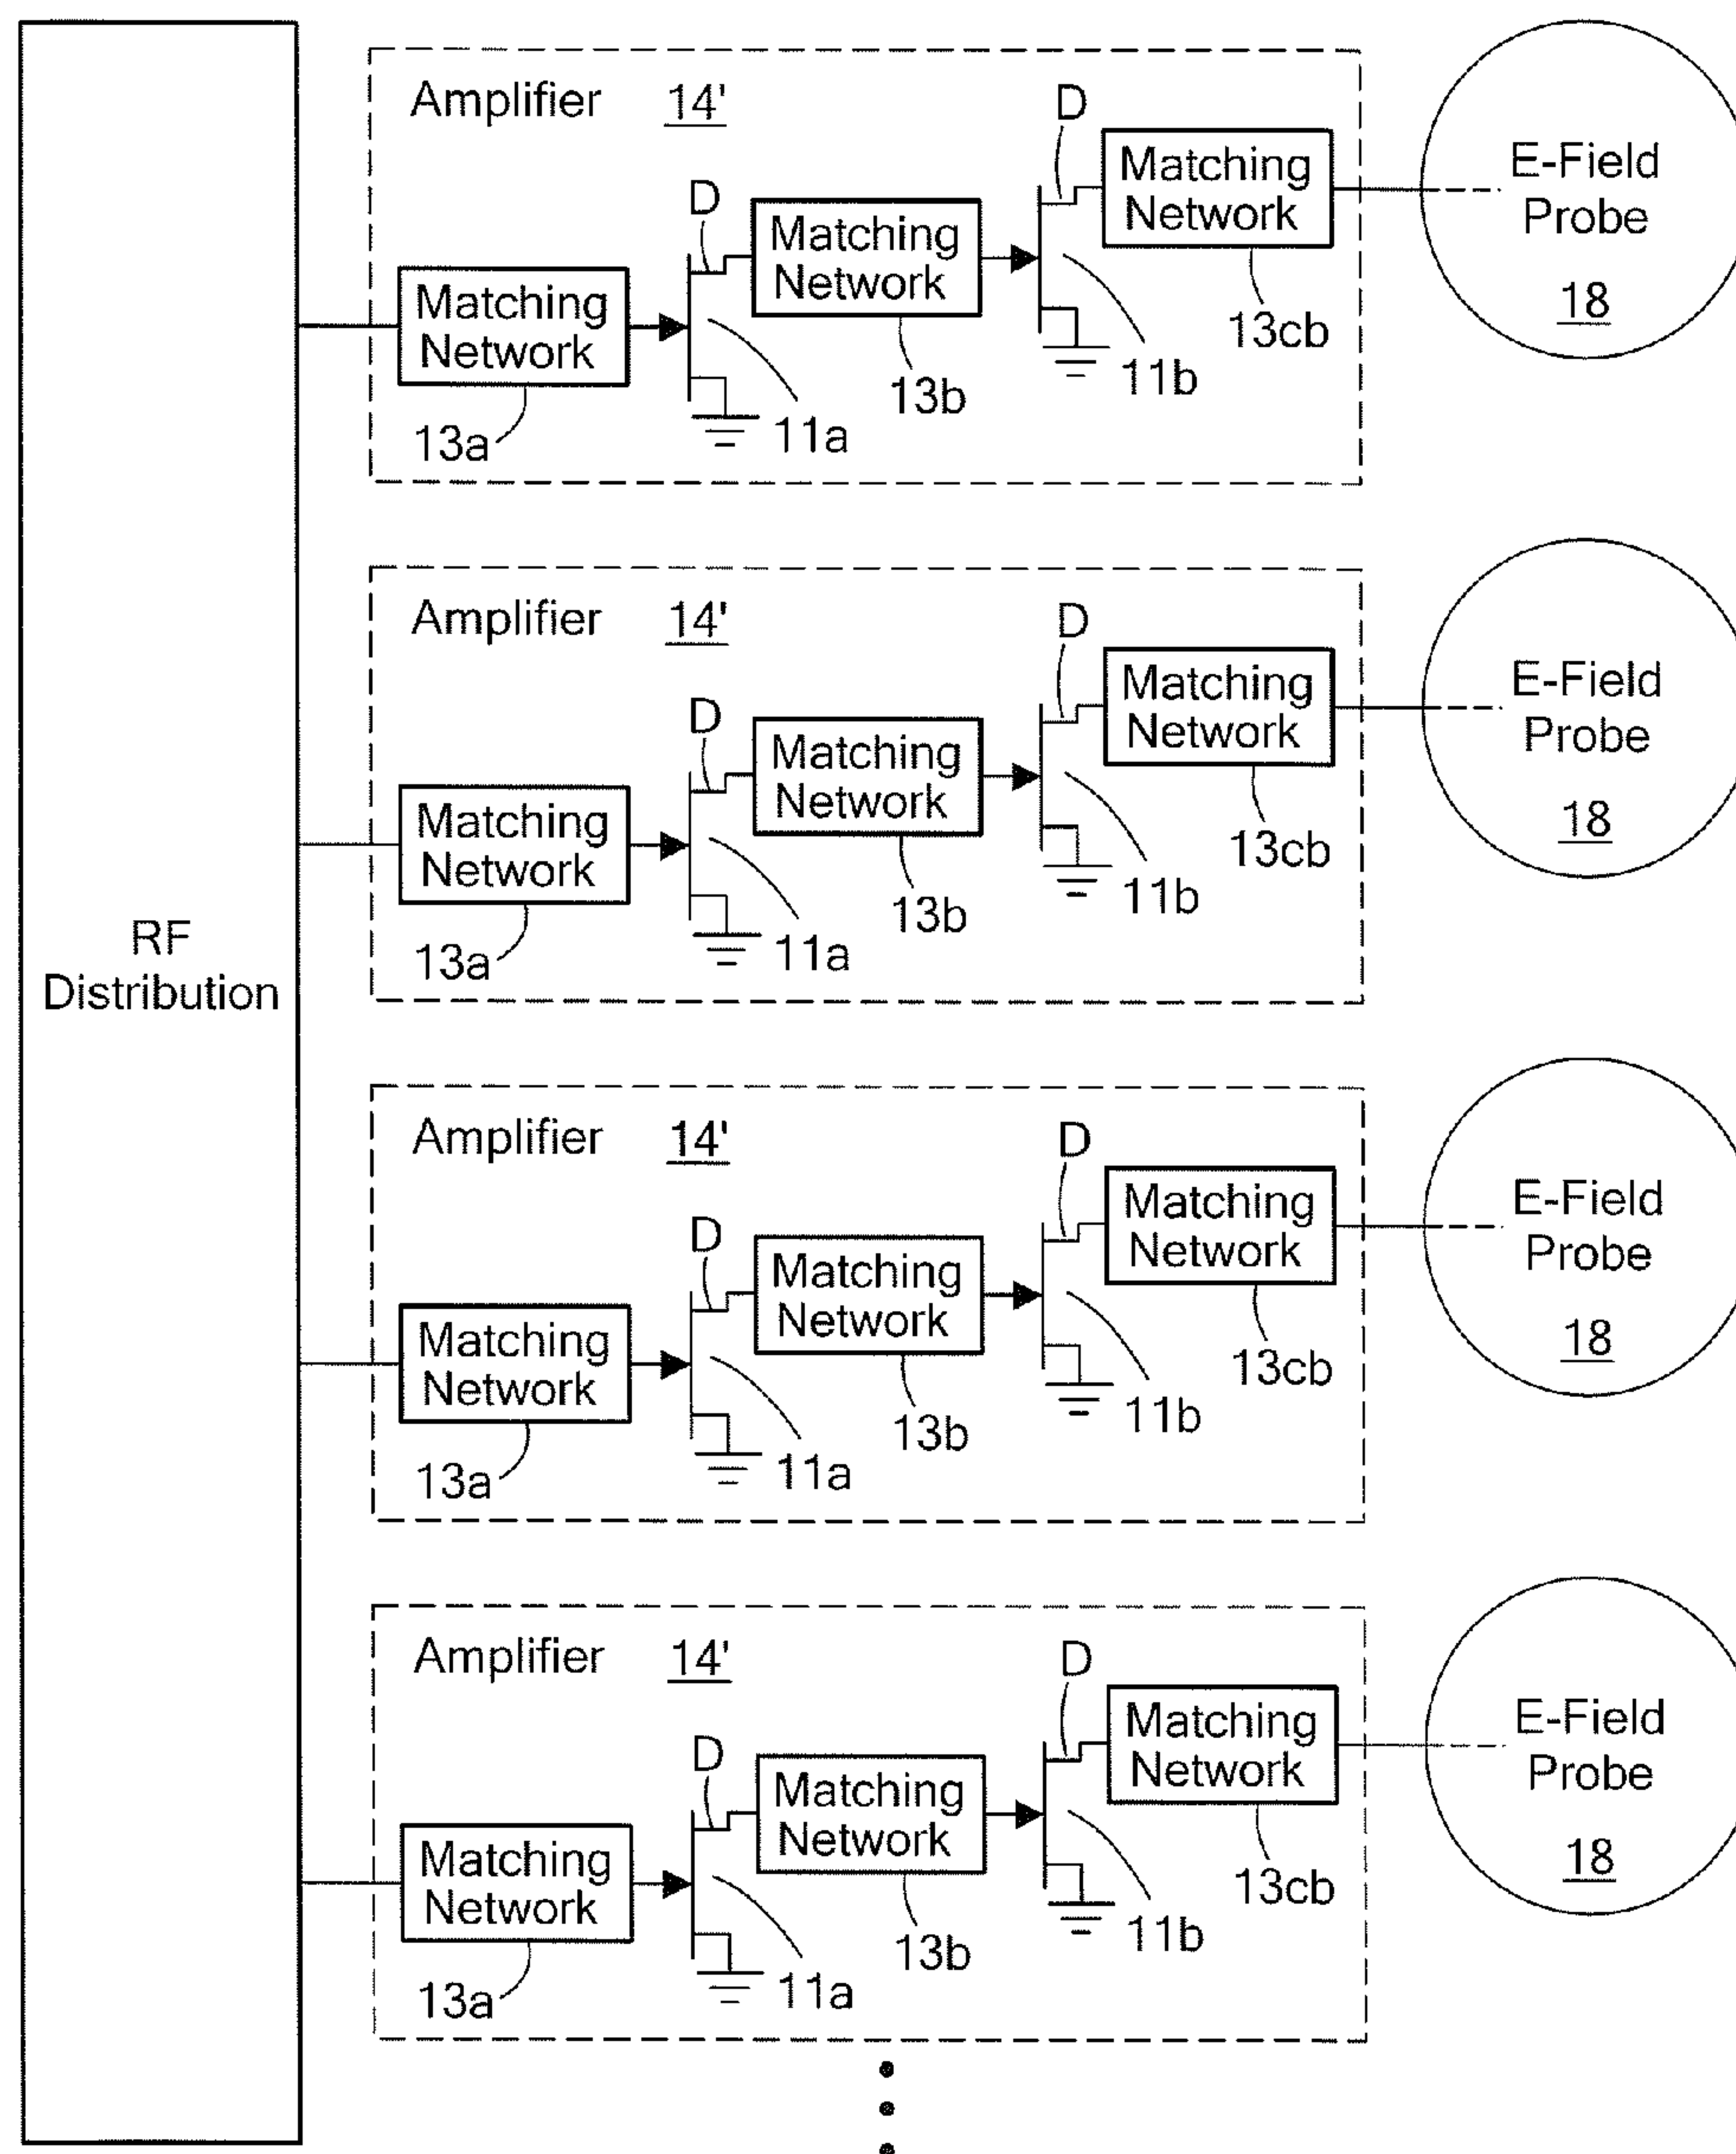 RF
Distribution
Amplifier 14'
D
Matching
Network
E-Field
Probe
18
D
Matching
Network
13cb
Matching
Network
11b
13b
13a
11a
Amplifier 14'
D
Matching
Network
E-Field
Probe
18
D
Matching
Network
13cb
Matching
Network
11b
13b
13a
11a
Amplifier 14'
D
Matching
Network
E-Field
Probe
18
D
Matching
Network
13cb
Matching
Network
11b
13b
13a
11a
Amplifier 14'
D
Matching
Network
E-Field
Probe
18
D
Matching
Network
13cb
Matching
Network
11b
13b
13a
11a